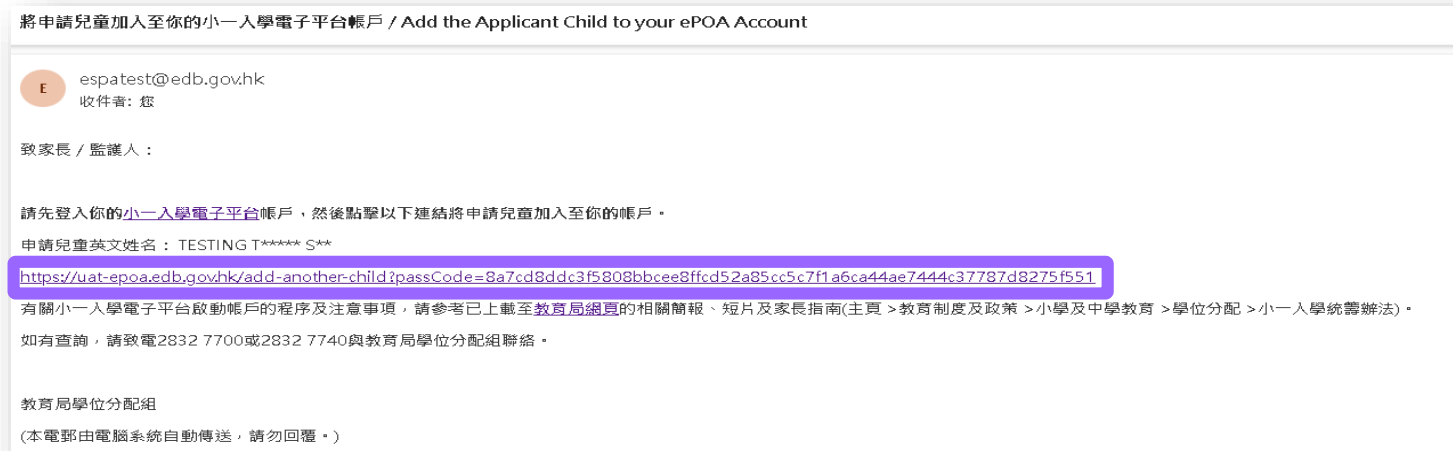 將申請兒童加入至你的小一入學電子平台帳戶 / Add the Applicant Child to your ePOA Account
E
espatest@edb.gov.hk
收件者: 您
致家長 / 監護人：
請先登入你的小一入學電子平台帳戶，然後點擊以下連結將申請兒童加入至你的帳戶。
申請兒童英文姓名： TESTING T***** S**
https://uat-epoa.edb.gov.hk/add-another-child?passCode=8a7cd8ddc3f5808bbcee8ffcd52a85cc5c7f1a6ca44ae7444c37787d8275f551
有關小一入學電子平台啟動帳戶的程序及注意事項，請參考已上載至教育局網頁的相關簡報、短片及家長指南(主頁 >教育制度及政策 >小學及中學教育 >學位分配 >小一入學統籌辦法)。
如有查詢，請致電2832 7700或2832 7740與教育局學位分配組聯絡。
教育局學位分配組
(本電郵由電腦系統自動傳送，請勿回覆。)